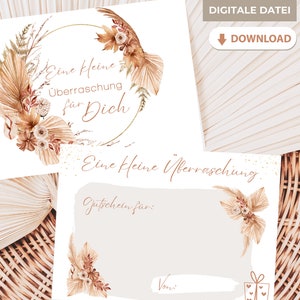 DIGITALE DATEI
DOWNLOAD
Eine kleine
Überraschung
für Dich
Eine kleine Überraschung
Gutschein für:
Von: